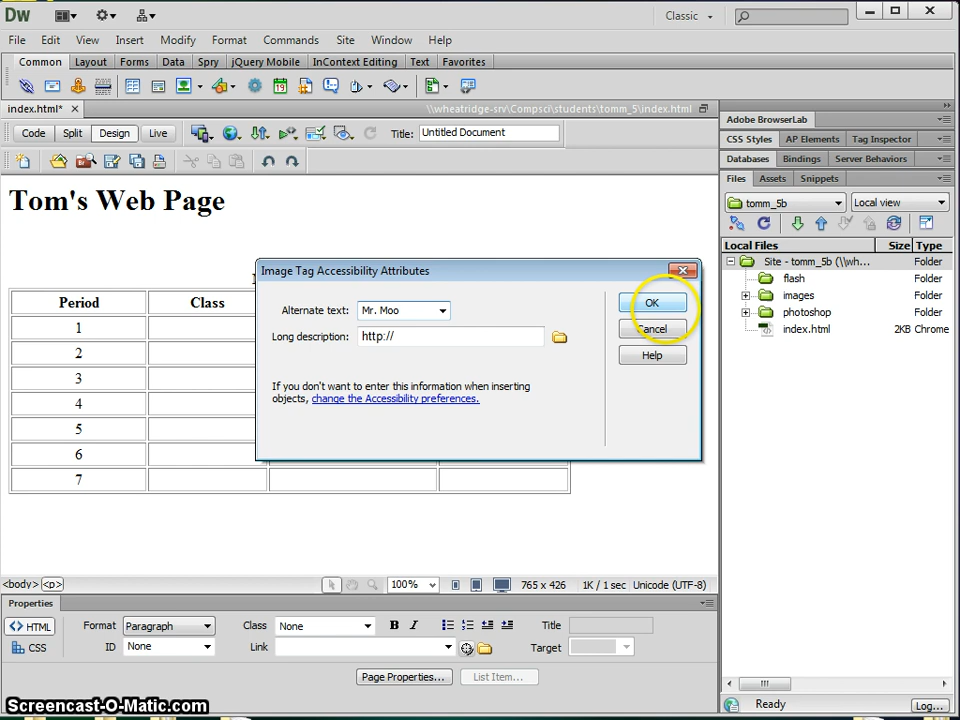 Dw
Classic
File Edit View Insert Modify Format Commands Site Window Help
Common Layout Forms Data Spry jQuery Mobile InContext Editing Text Favorites
index.html* \\wheatridge-srv\Compsci\students\tomm_5\index.html
Code Split Design Live Title: Untitled Document
Tom's Web Page
Period Class
1
2
3
4
5
6
7
Image Tag Accessibility Attributes
Alternate text: Mr. Moo
Long description: http://
OK
Cancel
Help
If you don't want to enter this information when inserting
objects, change the Accessibility preferences.
<body> <p> 100% 765 x 426 1K / 1 sec Unicode (UTF-8)
Properties
HTML Format Paragraph Class None B I Title
CSS ID None Link Target
Page Properties... List Item...
Adobe BrowserLab
CSS Styles AP Elements Tag Inspector
Databases Bindings Server Behaviors
Files Assets Snippets
tomm_5b Local view
Local Files Size Type
Site - tomm_5b (\\wh... Folder
flash Folder
images Folder
photoshop Folder
index.html 2KB Chrome
Ready Log...
Screencast-O-Matic.com